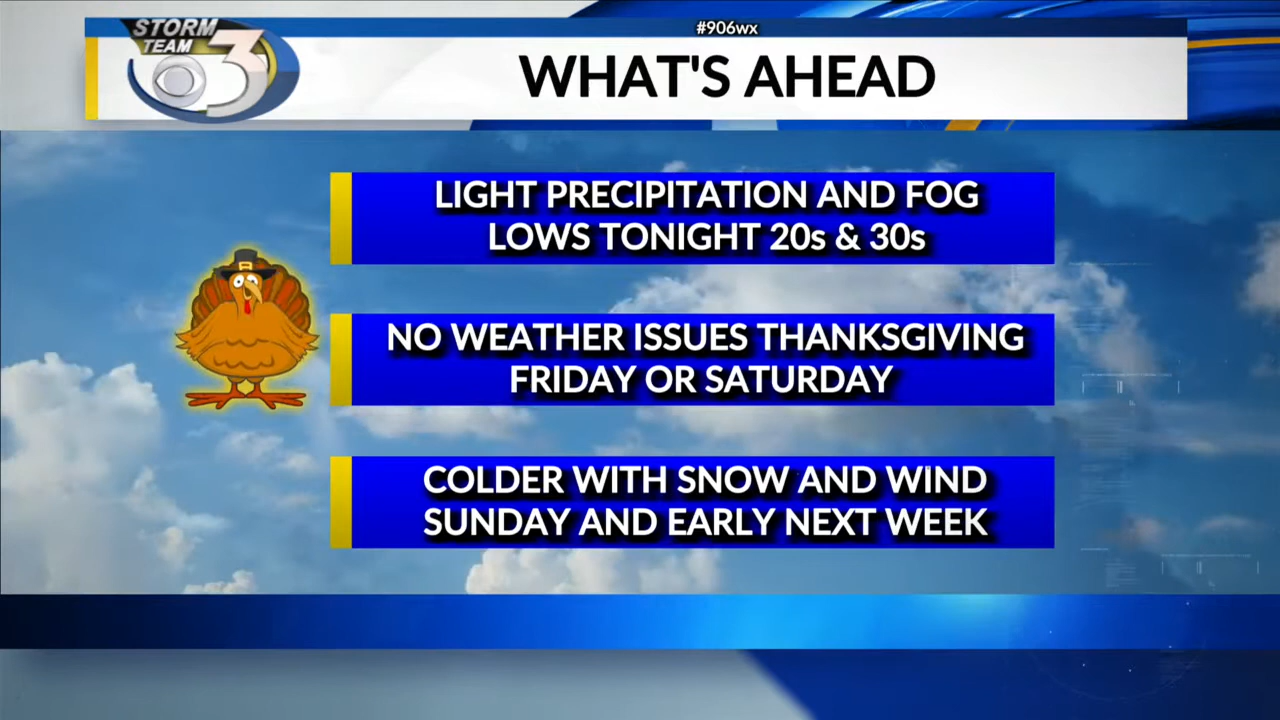 #906wx
STORM
TEAM
3
WHAT'S AHEAD
LIGHT PRECIPITATION AND FOG
LOWS TONIGHT 20s & 30s
NO WEATHER ISSUES THANKSGIVING
FRIDAY OR SATURDAY
COLDER WITH SNOW AND WIND
SUNDAY AND EARLY NEXT WEEK